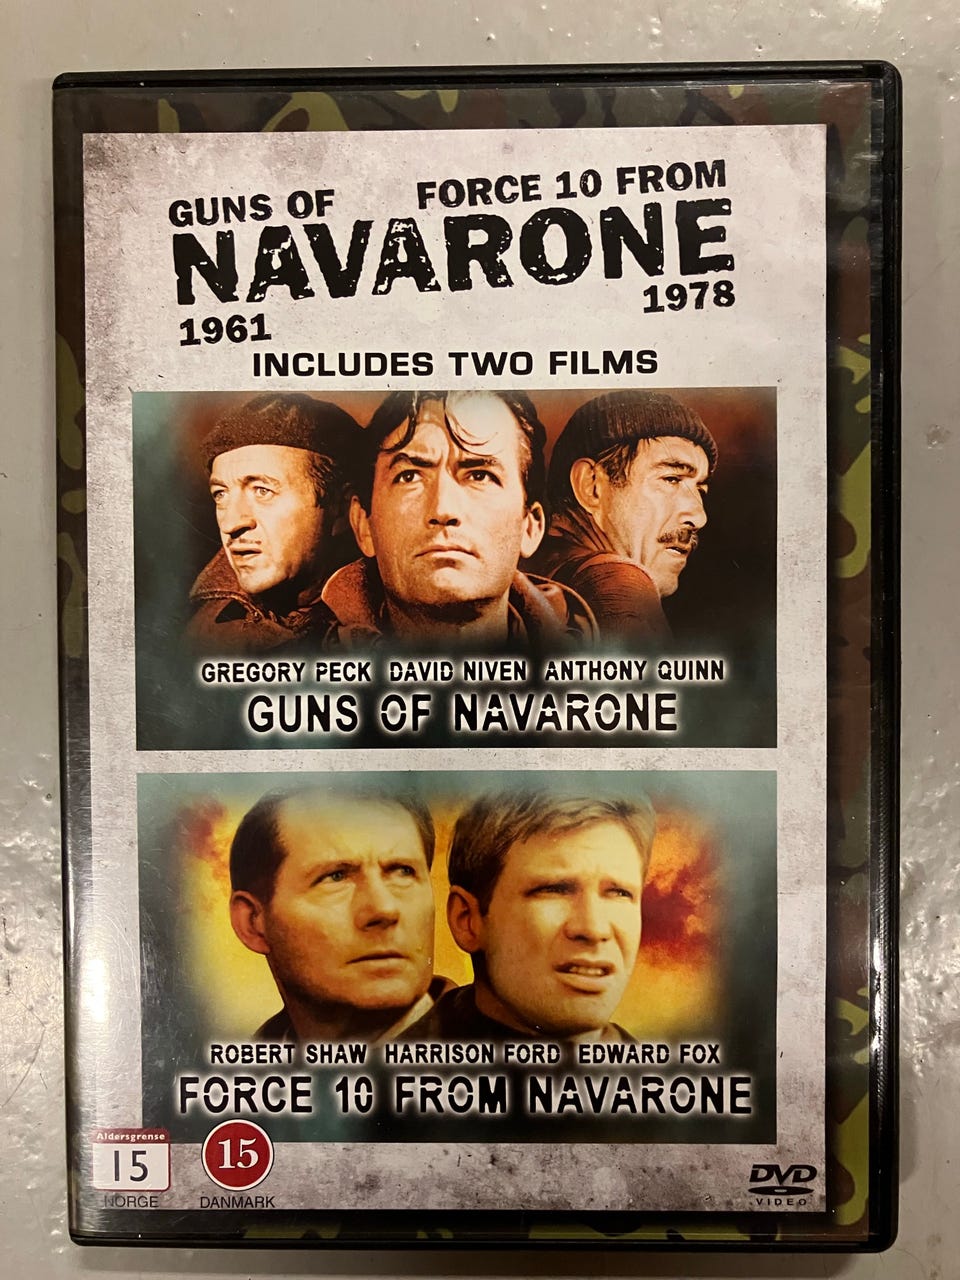 GUNS OF
FORCE 10 FROM
NAVARONE
1961
1978
INCLUDES TWO FILMS
GREGORY PECK DAVID NIVEN ANTHONY QUINN
GUNS OF NAVARONE
ROBERT SHAW HARRISON FORD EDWARD FOX
FORCE 10 FROM NAVARONE
Aldersgrense
15
NORGE
15
DANMARK
DVD
VIDEO